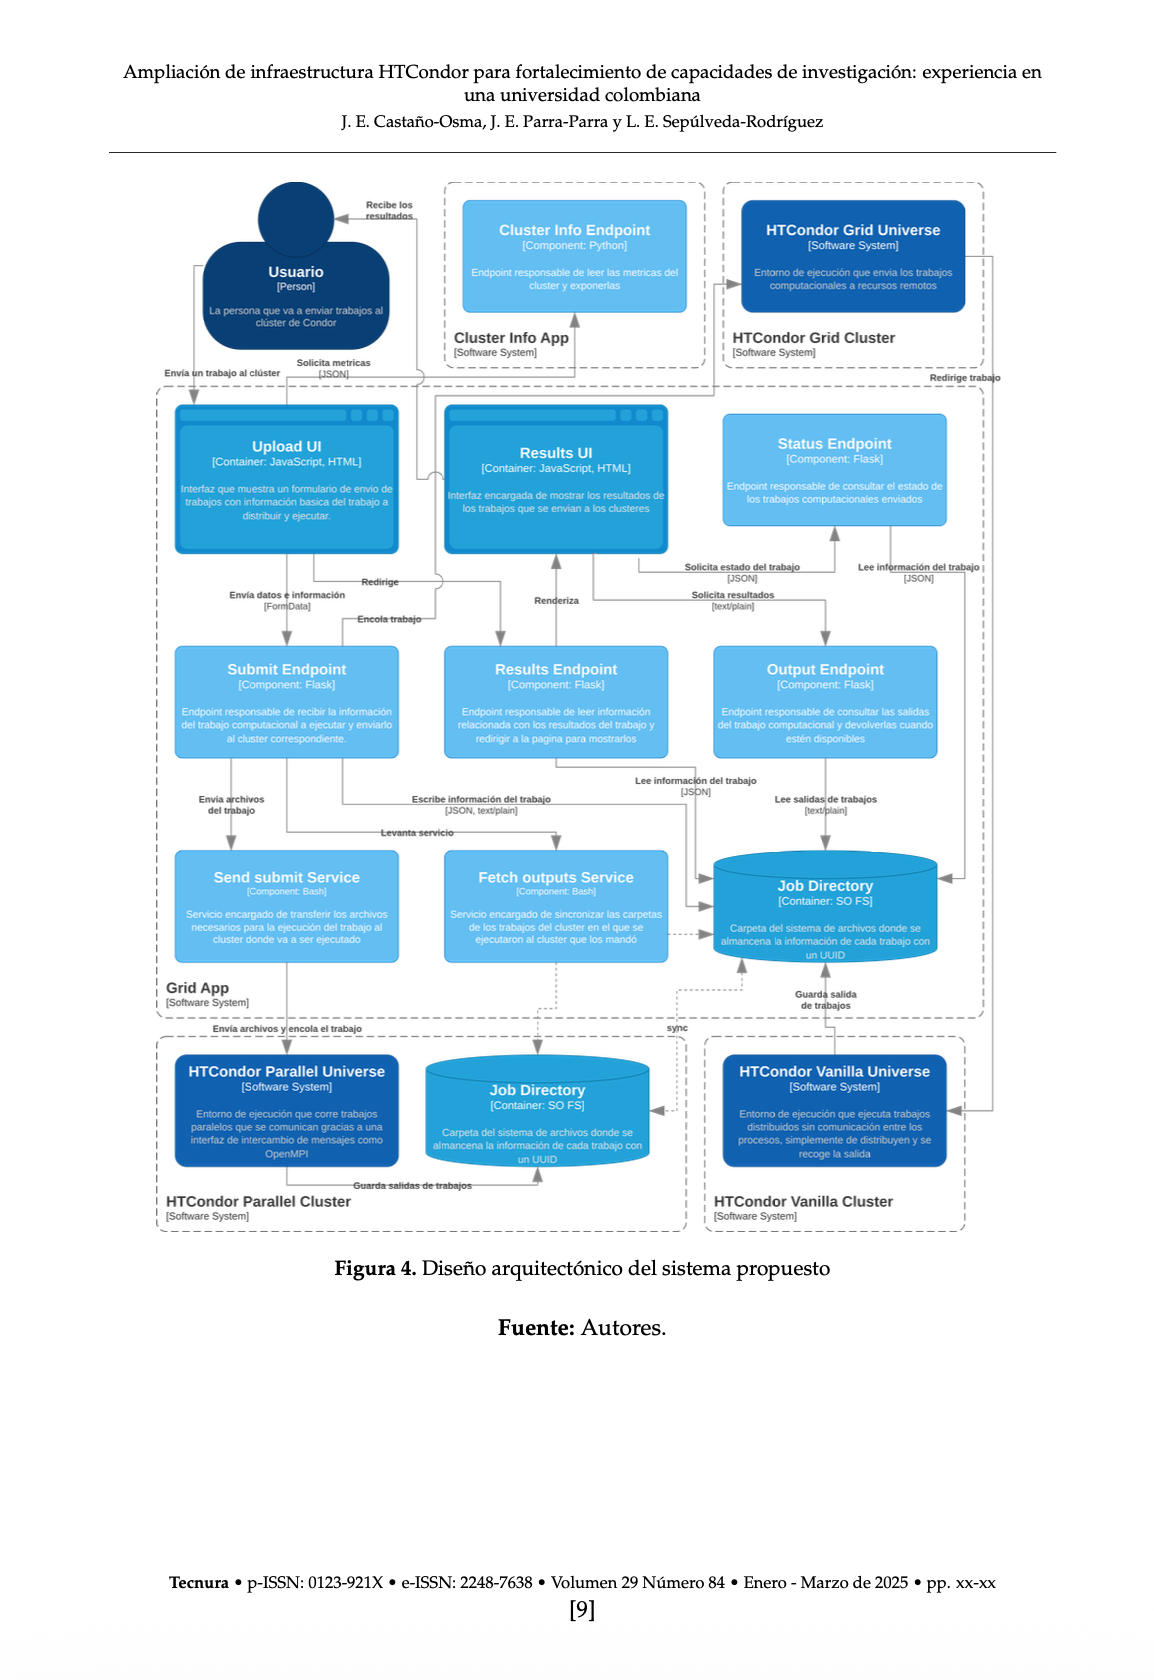 Ampliación de infraestructura HTCondor para fortalecimiento de capacidades de investigación: experiencia en
una universidad colombiana
J. E. Castaño-Osma, J. E. Parra-Parra y L. E. Sepúlveda-Rodríguez
Recibe los
resultados
Usuario
[Person]
La persona que va a enviar trabajos al
clúster de Condor
Cluster Info Endpoint
[Component: Python]
Endpoint responsable de leer las metricas del
cluster y exponerlas
Cluster Info App
[Software System]
HTCondor Grid Universe
[Software System]
Entorno de ejecución que envia los trabajos
computacionales a recursos remotos
HTCondor Grid Cluster
[Software System]
Envía un trabajo al clúster
Solicita metricas
[JSON]
Redirige trabajo
Upload UI
[Container: JavaScript, HTML]
Interfaz que muestra un formulario de envio de
trabajos con información basica del trabajo a
distribuir y ejecutar.
Results UI
[Container: JavaScript, HTML]
Interfaz encargada de mostrar los resultados de
los trabajos que se envian a los clusteres
Status Endpoint
[Component: Flask]
Endpoint responsable de consultar el estado de
los trabajos computacionales enviados
Envía datos e información
[FormData]
Redirige
Encola trabajo
Renderiza
Solicita estado del trabajo
[JSON]
Solicita resultados
[text/plain]
Lee información del trabajo
[JSON]
Submit Endpoint
[Component: Flask]
Endpoint responsable de recibir la información
del trabajo computacional a ejecutar y enviarlo
al cluster correspondiente.
Results Endpoint
[Component: Flask]
Endpoint responsable de leer información
relacionada con los resultados del trabajo y
redirigir a la pagina para mostrarlos
Output Endpoint
[Component: Flask]
Endpoint responsable de consultar las salidas
del trabajo computacional y devolverlas cuando
estén disponibles
Envia archivos
del trabajo
Escribe información del trabajo
[JSON, text/plain]
Levanta servicio
Lee información del trabajo
[JSON]
Lee salidas de trabajos
[text/plain]
Send submit Service
[Component: Bash]
Servicio encargado de transferir los archivos
necesarios para la ejecución del trabajo al
cluster donde va a ser ejecutado
Fetch outputs Service
[Component: Bash]
Servicio encargado de sincronizar las carpetas
de los trabajos del cluster en el que se
ejecutaron al cluster que los mandó
Job Directory
[Container: SO FS]
Carpeta del sistema de archivos donde se
almancena la información de cada trabajo con
un UUID
Grid App
[Software System]
Guarda salida
de trabajos
Envía archivos y encola el trabajo
sync
HTCondor Parallel Universe
[Software System]
Entorno de ejecución que corre trabajos
paralelos que se comunican gracias a una
interfaz de intercambio de mensajes como
OpenMPI
Job Directory
[Container: SO FS]
Carpeta del sistema de archivos donde se
almancena la información de cada trabajo con
un UUID
HTCondor Vanilla Universe
[Software System]
Entorno de ejecución que ejecuta trabajos
distribuidos sin comunicación entre los
procesos, simplemente de distribuyen y se
recoge la salida
Guarda salidas de trabajos
HTCondor Parallel Cluster
[Software System]
HTCondor Vanilla Cluster
[Software System]
Figura 4. Diseño arquitectónico del sistema propuesto
Fuente: Autores.
Tecnura • p-ISSN: 0123-921X • e-ISSN: 2248-7638 • Volumen 29 Número 84 • Enero - Marzo de 2025 • pp. xx-xx
[9]